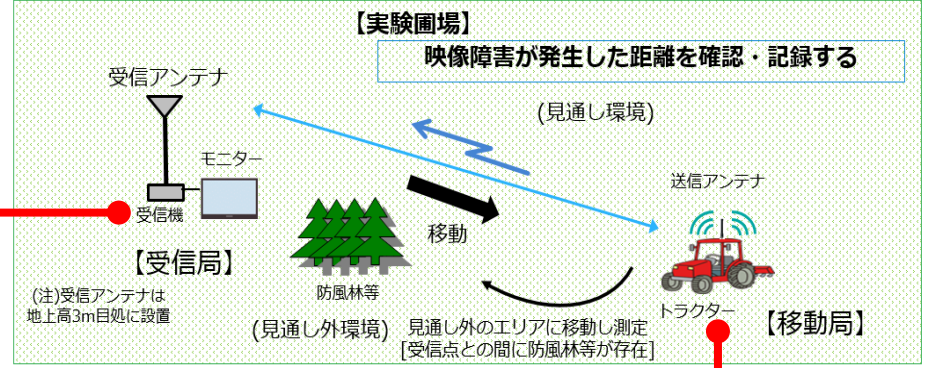 【実験圃場】
映像障害が発生した距離を確認・記録する
受信アンテナ
(見通し環境)
モニター
送信アンテナ
受信機
移動
【受信局】
防風林等
(注)受信アンテナは
地上高3m目処に設置
トラクター
【移動局】
(見通し外環境)
見通し外のエリアに移動し測定
[受信点との間に防風林等が存在]